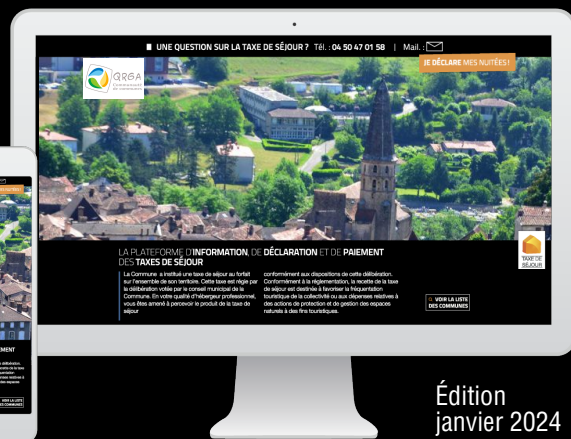 UNE QUESTION SUR LA TAXE DE SÉJOUR ? Tél. : 04 50 47 01 58 | Mail. :
JE DÉCLARE MES NUITÉES !
QRGA
Communauté
de communes
LA PLATEFORME D'INFORMATION, DE DÉCLARATION ET DE PAIEMENT
DES TAXES DE SÉJOUR
La Commune a institué une taxe de séjour au forfait
sur l'ensemble de son territoire. Cette taxe est régie par
la délibération votée par le conseil municipal de la
Commune. En votre qualité d'hébergeur professionnel,
vous êtes amené à percevoir le produit de la taxe de
séjour
conformément aux dispositions de cette délibération.
Conformément à la réglementation, la recette de la taxe
de séjour est destinée à favoriser la fréquentation
touristique de la collectivité ou aux dépenses relatives à
des actions de protection et de gestion des espaces
naturels à des fins touristiques.
TAXE DE
SÉJOUR
VOIR LA LISTE
DES COMMUNES
Édition
janvier 2024